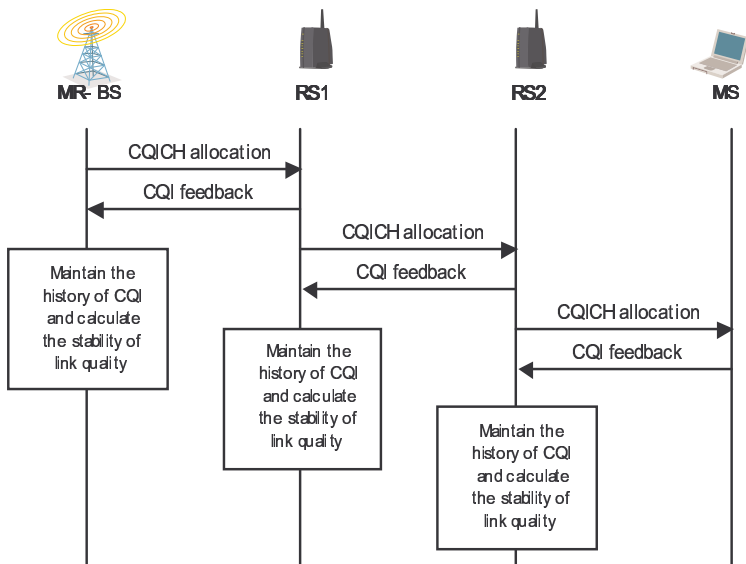 MR- BS
RS1
RS2
MS
CQICH allocation
CQI feedback
CQICH allocation
CQI feedback
Maintain the
history of CQI
and calculate
the stability of
link quality
CQICH allocation
CQI feedback
Maintain the
history of CQI
and calculate
the stability of
link quality
Maintain the
history of CQI
and calculate
the stability of
link quality